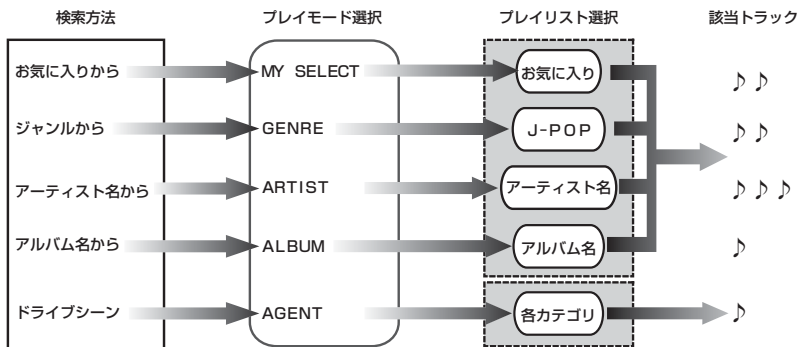 検索方法 プレイモード選択 プレイリスト選択 該当トラック
お気に入りから MY SELECT お気に入り
ジャンルから GENRE J-POP
アーティスト名から ARTIST アーティスト名
アルバム名から ALBUM アルバム名
ドライブシーン AGENT 各カテゴリ